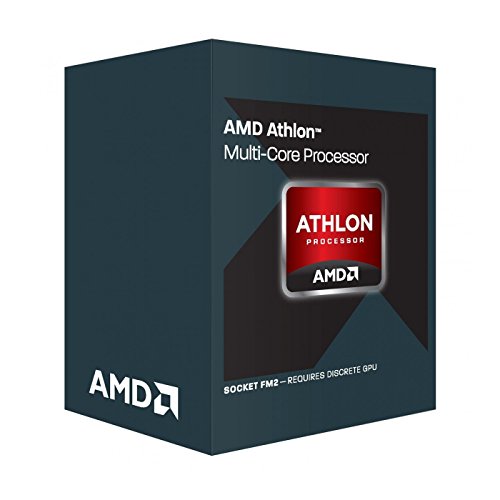 AMD Athlon™
Multi-Core Processor
ATHLON
PROCESSOR
AMD
SOCKET FM2 – REQUIRES DISCRETE GPU
AMD